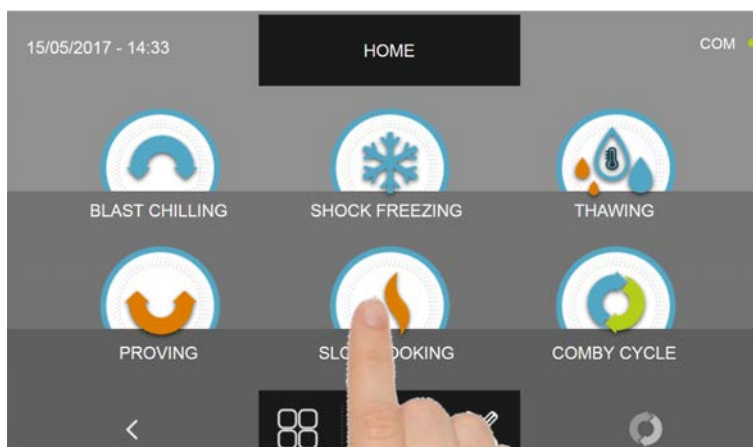 15/05/2017 - 14:33
HOME
COM
BLAST CHILLING
SHOCK FREEZING
THAWING
PROVING
COMBY CYCLE